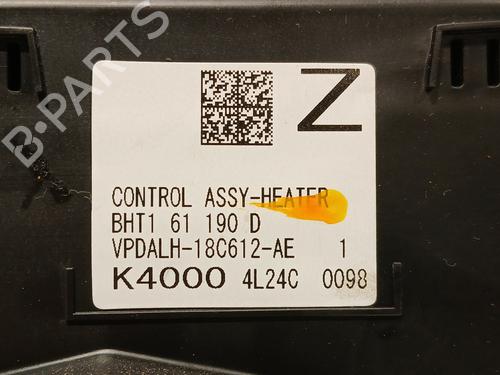 B-PARTS
Z
CONTROL ASSY-HEATER
BHT1 61 190 D
VPDALH-18C612-AE 1
K4000 4L24C 0098